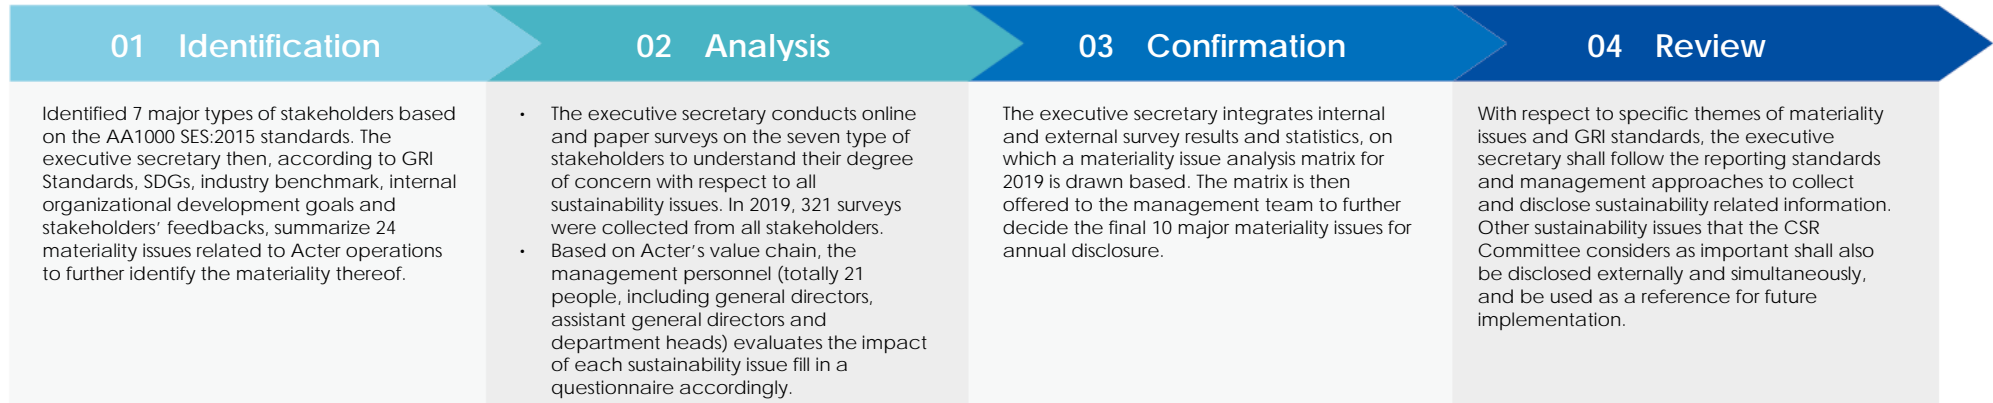 01 Identification
Identified 7 major types of stakeholders based
on the AA1000 SES:2015 standards. The
executive secretary then, according to GRI
Standards, SDGs, industry benchmark, internal
organizational development goals and
stakeholders’ feedbacks, summarize 24
materiality issues related to Acter operations
to further identify the materiality thereof.
02 Analysis
• The executive secretary conducts online
and paper surveys on the seven type of
stakeholders to understand their degree
of concern with respect to all
sustainability issues. In 2019, 321 surveys
were collected from all stakeholders.
• Based on Acter’s value chain, the
management personnel (totally 21
people, including general directors,
assistant general directors and
department heads) evaluates the impact
of each sustainability issue fill in a
questionnaire accordingly.
03 Confirmation
The executive secretary integrates internal
and external survey results and statistics, on
which a materiality issue analysis matrix for
2019 is drawn based. The matrix is then
offered to the management team to further
decide the final 10 major materiality issues for
annual disclosure.
04 Review
With respect to specific themes of materiality
issues and GRI standards, the executive
secretary shall follow the reporting standards
and management approaches to collect
and disclose sustainability related information.
Other sustainability issues that the CSR
Committee considers as important shall also
be disclosed externally and simultaneously,
and be used as a reference for future
implementation.